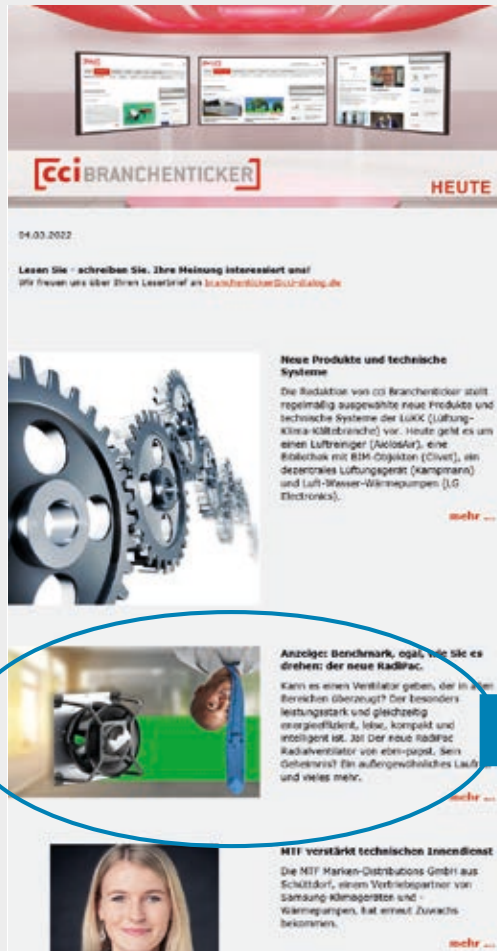 [cci BRANCHENTICKER]
HEUTE
04.03.2022
Lesen Sie - schreiben Sie. Ihre Meinung interessiert uns!
Wir freuen uns über Ihren Leserbrief an branchenticker@cci-dialog.de
Neue Produkte und technische
Systeme
Die Redaktion von cci Branchenticker stellt
regelmäßig ausgewählte neue Produkte und
technische Systeme der LüKK (Lüftung-
Klima-Kältebranche) vor. Heute geht es um
einen Luftreiniger (AiolosAir), eine
Bibliothek mit BIM-Objekten (Clivet), ein
dezentrales Lüftungsgerät (Kampmann)
und Luft-Wasser-Wärmepumpen (LG
Electronics).
mehr ...
Anzeige: Benchmark, egal, wie Sie es
drehen: der neue RadiPac.
Kann es einen Ventilator geben, der in allen
Bereichen überzeugt? Der besonders
leistungsstark und gleichzeitig
energieeffizient, leise, kompakt und
intelligent ist. Ja! Der neue RadiPac
Radialventilator von ebm-papst. Sein
Geheimnis? Ein außergewöhnliches
und vieles mehr.
mehr ...
MTF verstärkt technischen Innendienst
Die MTF Marken-Distributions GmbH aus
Schüttdorf, einem Vertriebspartner von
Samsung-Klimageräten und -
Wärmepumpen, hat erneut Zuwachs
bekommen.
mehr ...